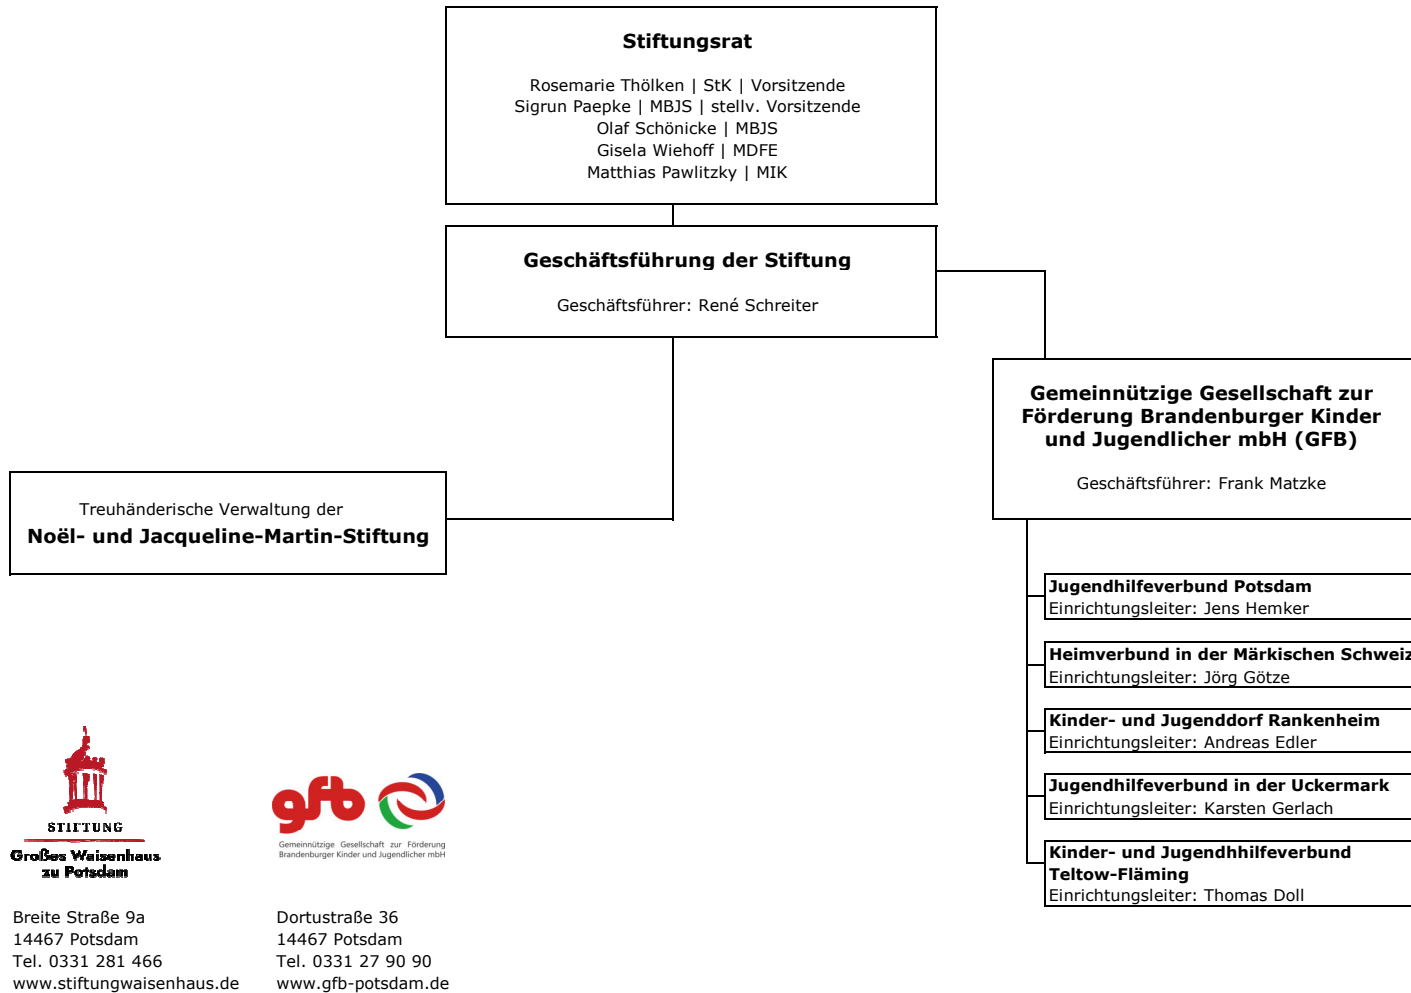 Stiftungsrat
Rosemarie Thölken | StK | Vorsitzende
Sigrun Paepke | MBJS | stellv. Vorsitzende
Olaf Schönicke | MBJS
Gisela Wiehoff | MDFE
Matthias Pawlitzky | MIK
Geschäftsführung der Stiftung
Geschäftsführer: René Schreiter
Gemeinnützige Gesellschaft zur
Förderung Brandenburger Kinder
und Jugendlicher mbH (GFB)
Geschäftsführer: Frank Matzke
Treuhänderische Verwaltung der
Noël- und Jacqueline-Martin-Stiftung
Jugendhilfeverbund Potsdam
Einrichtungsleiter: Jens Hemker
Heimverbund in der Märkischen Schweiz
Einrichtungsleiter: Jörg Götze
Kinder- und Jugenddorf Rankenheim
Einrichtungsleiter: Andreas Edler
Jugendhilfeverbund in der Uckermark
Einrichtungsleiter: Karsten Gerlach
Kinder- und Jugendhhilfeverbund
Teltow-Fläming
Einrichtungsleiter: Thomas Doll
STIFTUNG
Großes Waisenhaus
zu Potsdam
Breite Straße 9a
14467 Potsdam
Tel. 0331 281 466
www.stiftungwaisenhaus.de
gfb
Gemeinnützige Gesellschaft zur Förderung
Brandenburger Kinder und Jugendlicher mbH
Dortustraße 36
14467 Potsdam
Tel. 0331 27 90 90
www.gfb-potsdam.de